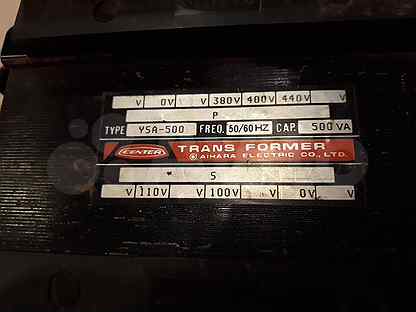 V 0V V 380V 400V 440V V
P
TYPE YSA-500 FREQ. 50/60HZ CAP. 500 VA
CENTER TRANS FORMER
AIHARA ELECTRIC CO., LTD.
S
V 110V V 100V V 0V V